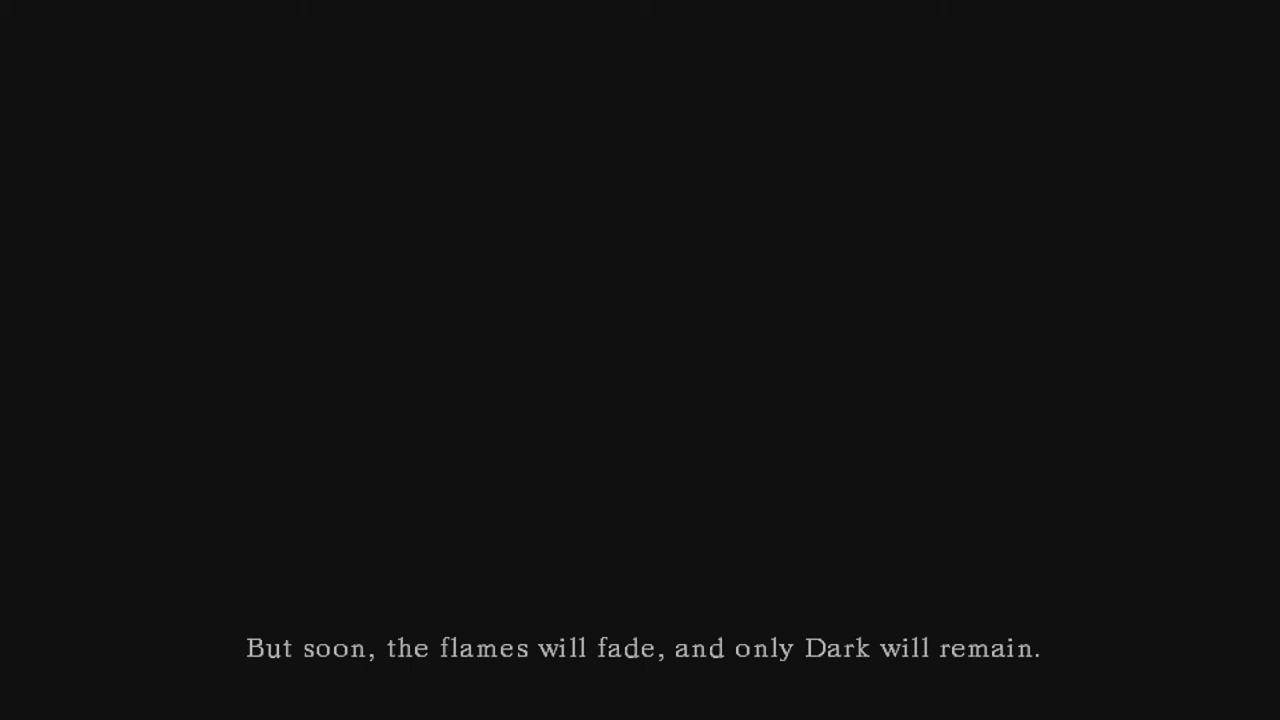 But soon, the flames will fade, and only Dark will remain.